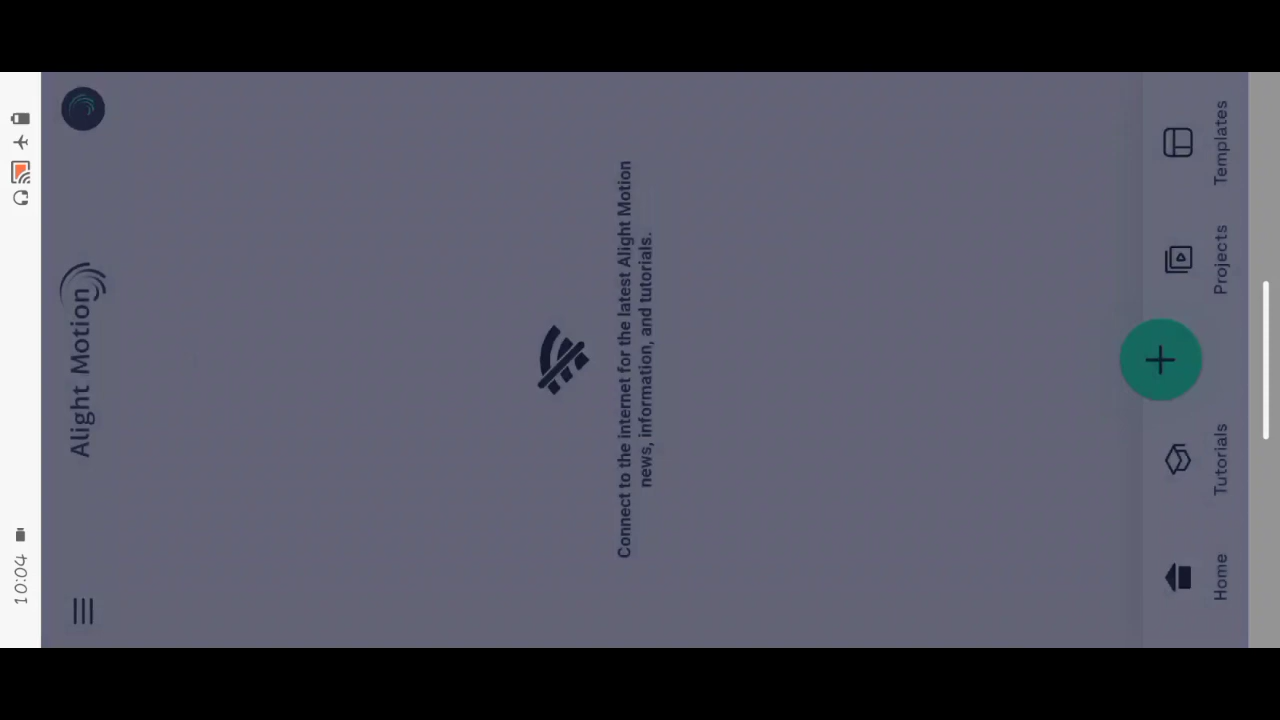 10:04
Alight Motion
Connect to the internet for the latest Alight Motion
news, information, and tutorials.
Home
Tutorials
Projects
Templates